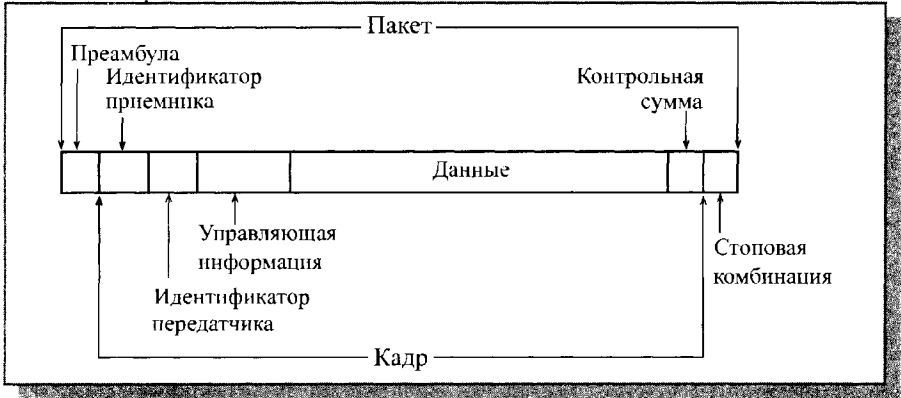 Пакет
Преамбула
Идентификатор
приемника
Контрольная
сумма
Данные
Управляющая
информация
Стоповая
комбинация
Идентификатор
передатчика
Кадр